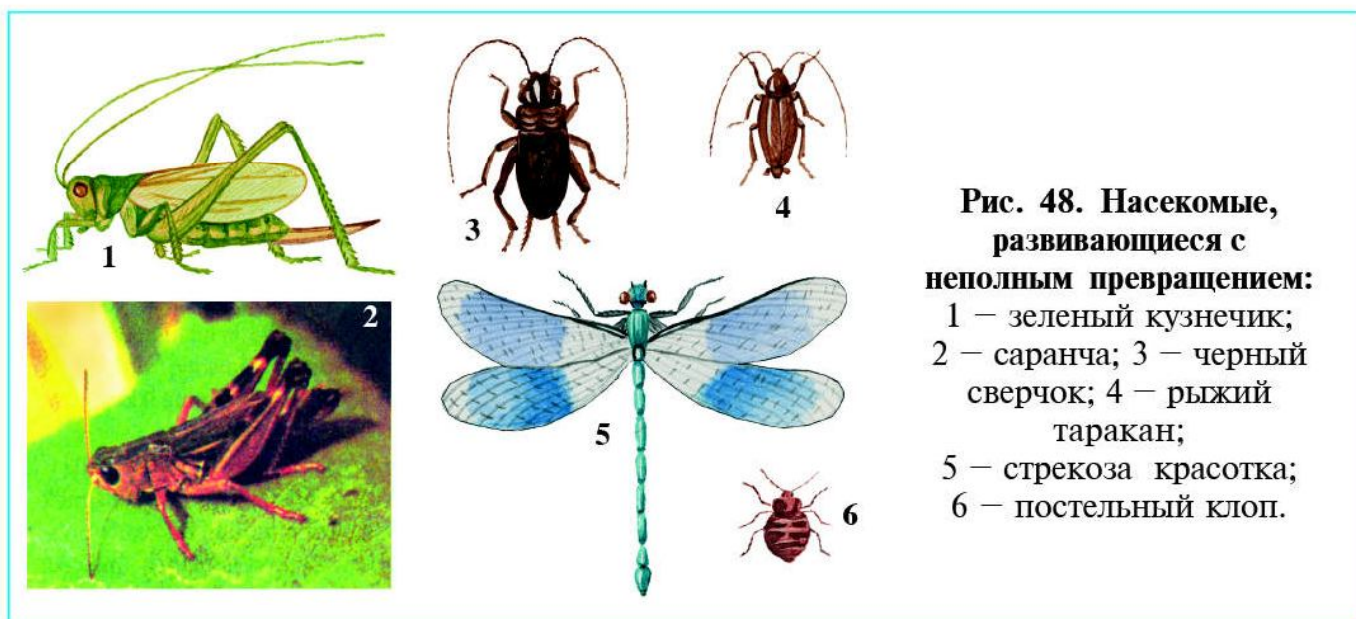 1
2
3
4
5
6
Рис. 48. Насекомые,
развивающиеся с
неполным превращением:
1 – зеленый кузнечик;
2 – саранча; 3 – черный
сверчок; 4 – рыжий
таракан;
5 – стрекоза красотка;
6 – постельный клоп.